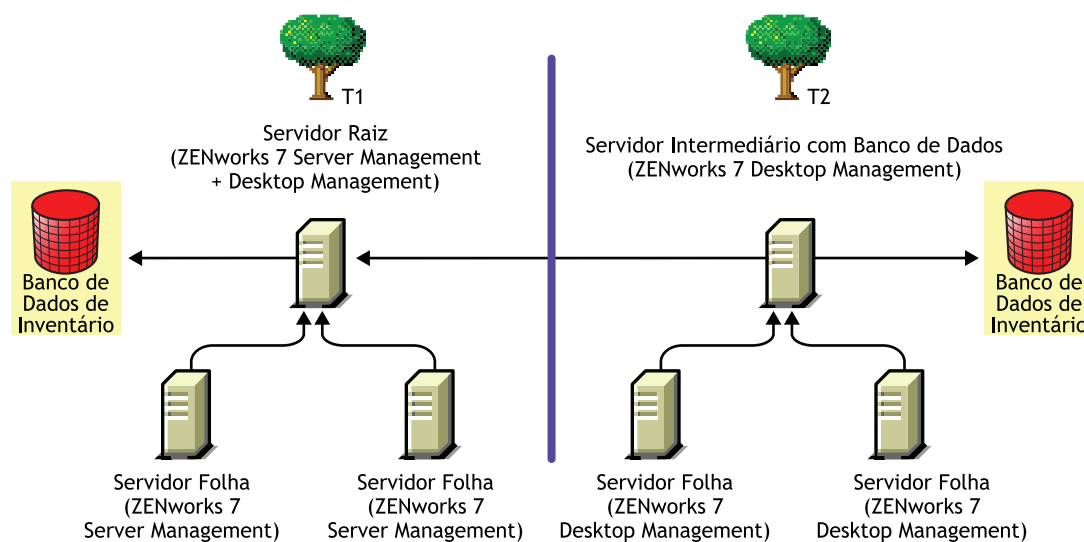 T1
T2
Servidor Raiz
(ZENworks 7 Server Management
+ Desktop Management)
Servidor Intermediário com Banco de Dados
(ZENworks 7 Desktop Management)
Banco de
Dados de
Inventário
Banco de
Dados de
Inventário
Servidor Folha
(ZENworks 7
Server Management)
Servidor Folha
(ZENworks 7
Server Management)
Servidor Folha
(ZENworks 7
Desktop Management)
Servidor Folha
(ZENworks 7
Desktop Management)